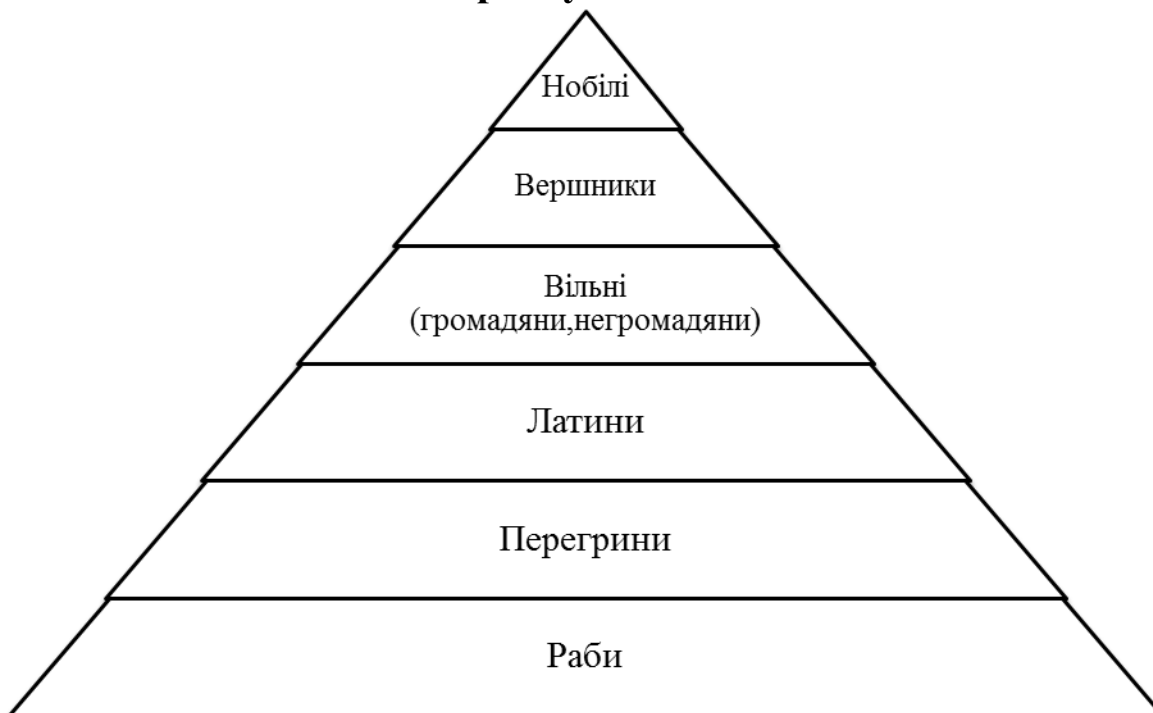 Нобілі
Вершники
Вільні
(громадяни,негромадяни)
Латини
Перегрини
Раби